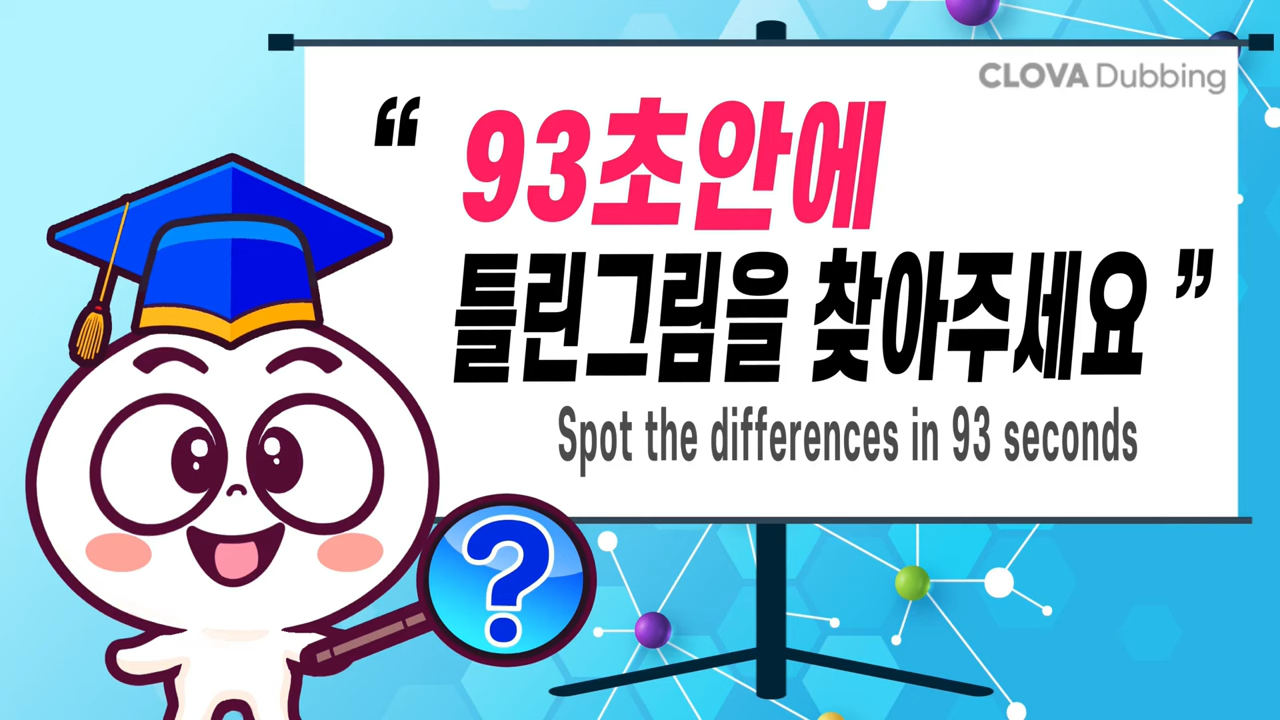 CLOVA Dubbing
“ 93초안에
틀린그림을 찾아주세요 ”
Spot the differences in 93 seconds
?